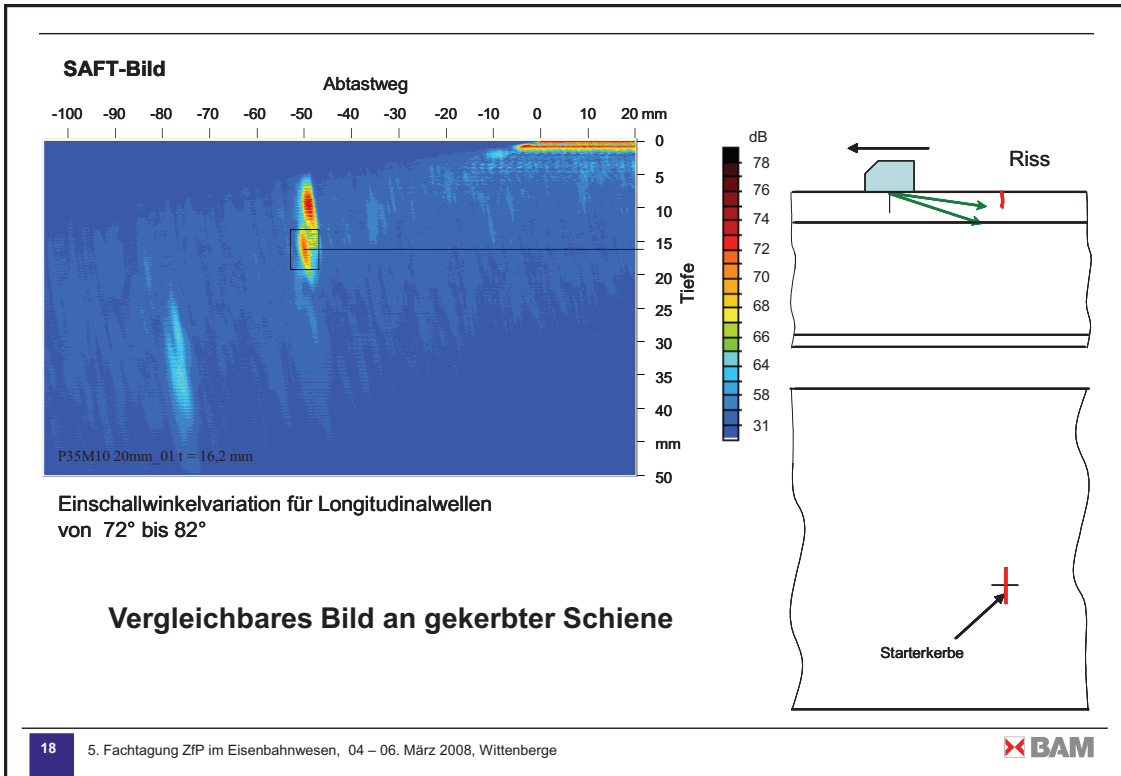 SAFT-Bild
Abtastweg
-100 -90 -80 -70 -60 -50 -40 -30 -20 -10 0 10 20 mm
0
5
10
15
20
25
30
35
40
mm
50
Tiefe
P35M10 20mm_01 t = 16,2 mm
dB
78
76
74
72
70
68
66
64
58
31
Riss
Starterkerbe
Einschallwinkelvariation für Longitudinalwellen
von 72° bis 82°
Vergleichbares Bild an gekerbter Schiene
18 5. Fachtagung ZfP im Eisenbahnwesen, 04 – 06. März 2008, Wittenberge
BAM